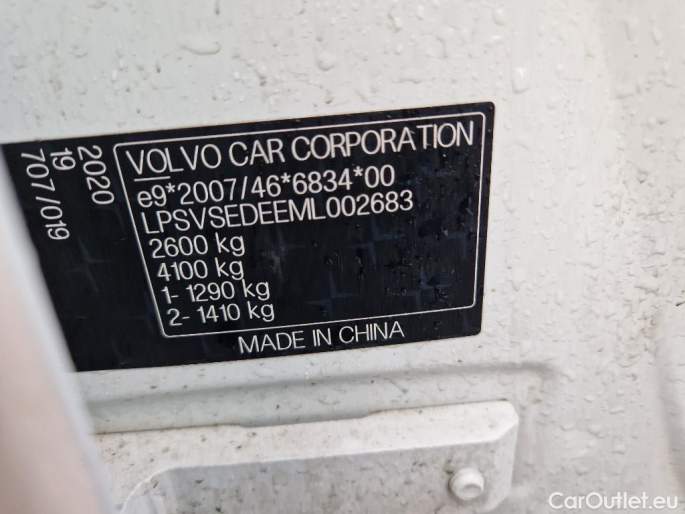 2020
19
707/019
VOLVO CAR CORPORATION
e9*2007/46*6834*00
LPSVSEDEEML002683
2600 kg
4100 kg
1- 1290 kg
2- 1410 kg
MADE IN CHINA
CarOutlet.eu